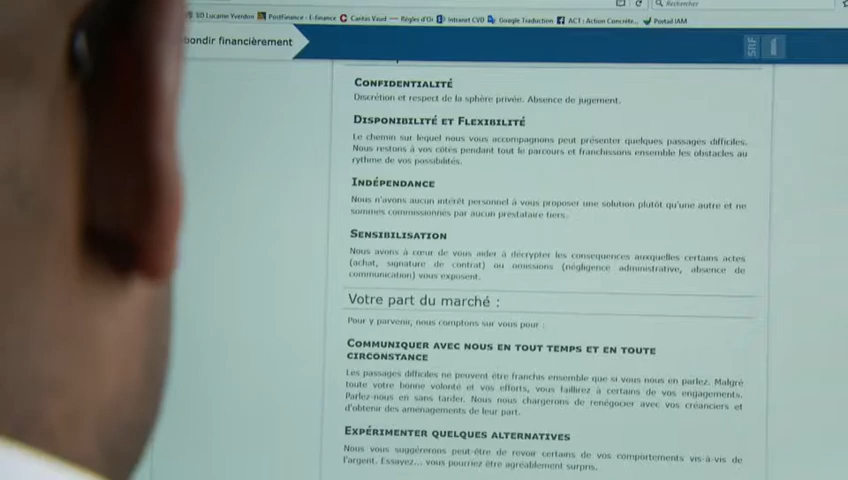 Rechercher
BD Lucarne Yverdon PostFinance - E-finance Caritas Vaud Règles d'Or Intranet CVD Google Traduction ACT : Action Concrète... Portail IAM
bondir financièrement
CONFIDENTIALITÉ
Discrétion et respect de la sphère privée. Absence de jugement.
DISPONIBILITÉ ET FLEXIBILITÉ
Le chemin sur lequel nous vous accompagnons peut présenter quelques passages difficiles.
Nous restons à vos côtés pendant tout le parcours et franchissons ensemble les obstacles au
rythme de vos possibilités.
INDÉPENDANCE
Nous n'avons aucun intérêt personnel à vous proposer une solution plutôt qu'une autre et ne
sommes commissionnés par aucun prestataire tiers.
SENSIBILISATION
Nous avons à cœur de vous aider à décrypter les conséquences auxquelles certains actes
(achat, signature de contrat) ou omissions (négligence administrative, absence de
communication) vous exposent.
Votre part du marché :
Pour y parvenir, nous comptons sur vous pour :
COMMUNIQUER AVEC NOUS EN TOUT TEMPS ET EN TOUTE
CIRCONSTANCE
Les passages difficiles ne peuvent être franchis ensemble que si vous nous en parlez. Malgré
toute votre bonne volonté et vos efforts, vous faillirez à certains de vos engagements.
Parlez-nous en sans tarder. Nous nous chargerons de renégocier avec vos créanciers et
d'obtenir des aménagements de leur part.
EXPÉRIMENTER QUELQUES ALTERNATIVES
Nous vous suggérerons peut-être de revoir certains de vos comportements vis-à-vis de
l'argent. Essayez... vous pourriez être agréablement surpris.